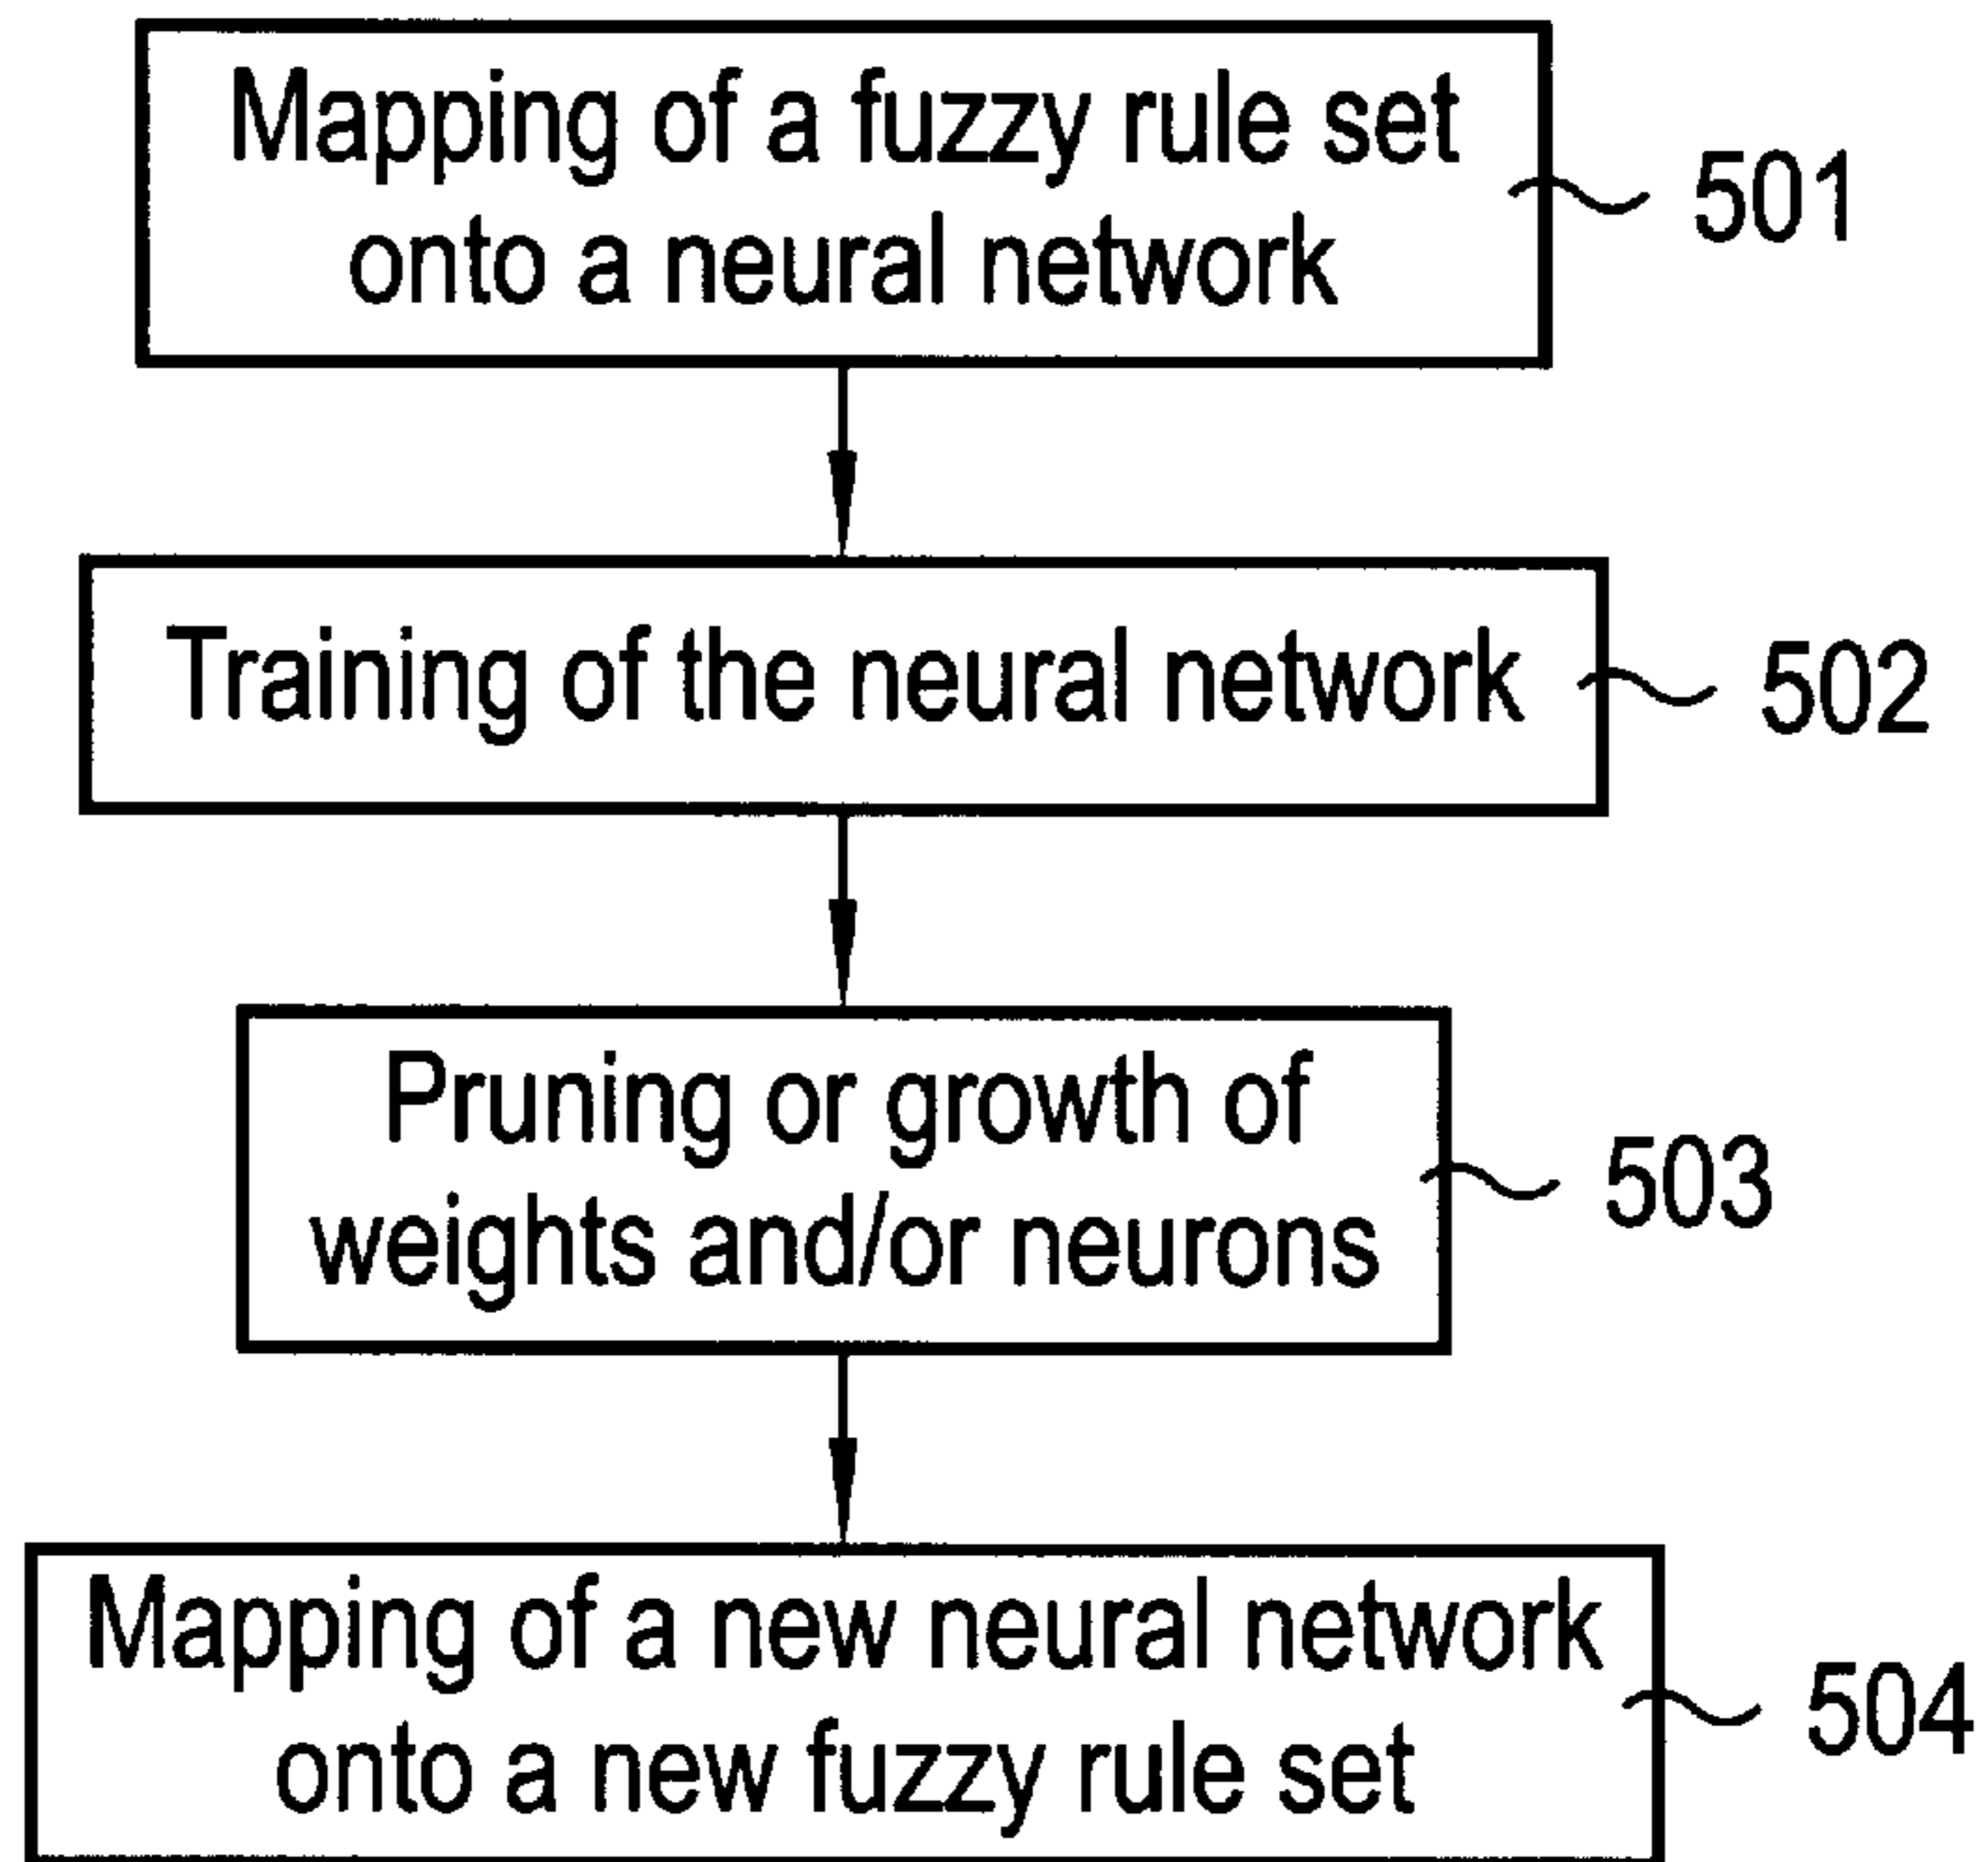 Mapping of a fuzzy rule set
onto a neural network
501
Training of the neural network
502
Pruning or growth of
weights and/or neurons
503
Mapping of a new neural network
onto a new fuzzy rule set
504